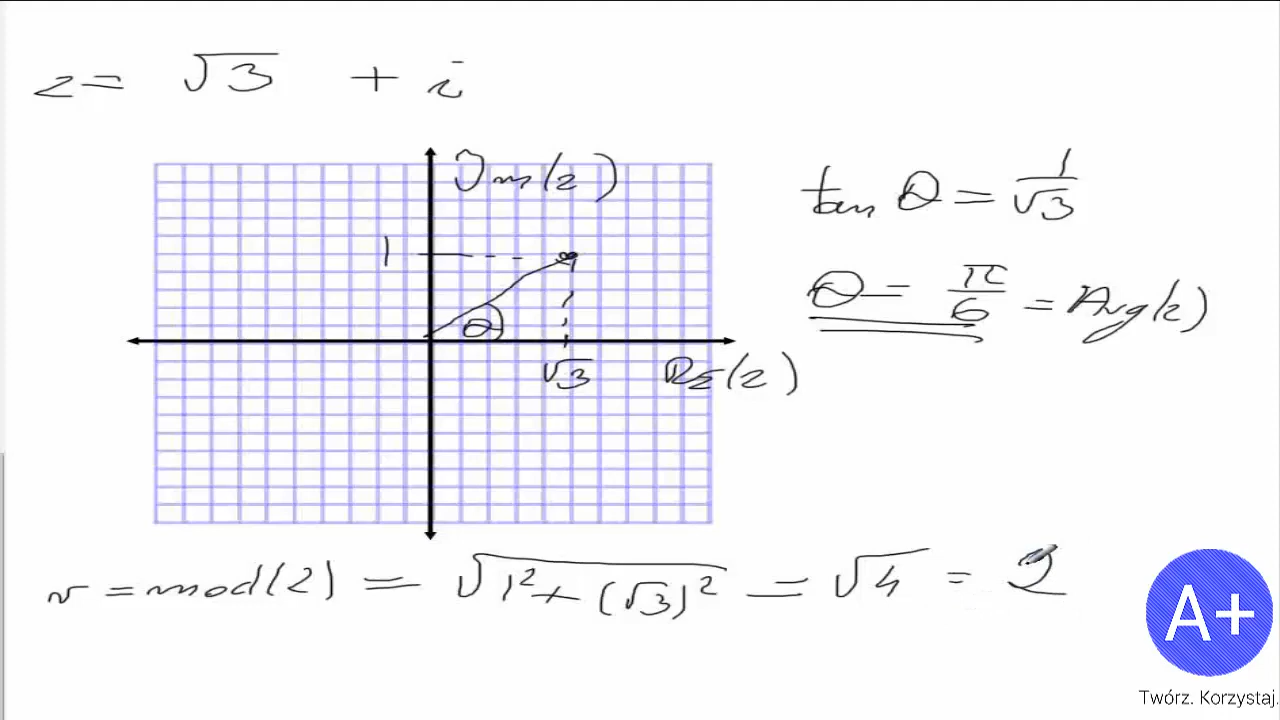 z = √3 + i
Im(z)
tan θ = 1/√3
1
θ = π/6 = Arg(z)
θ
√3
Re(z)
r = mod(z) = √(1² + (√3)²) = √4 = 2
A+
Twórz. Korzystaj.